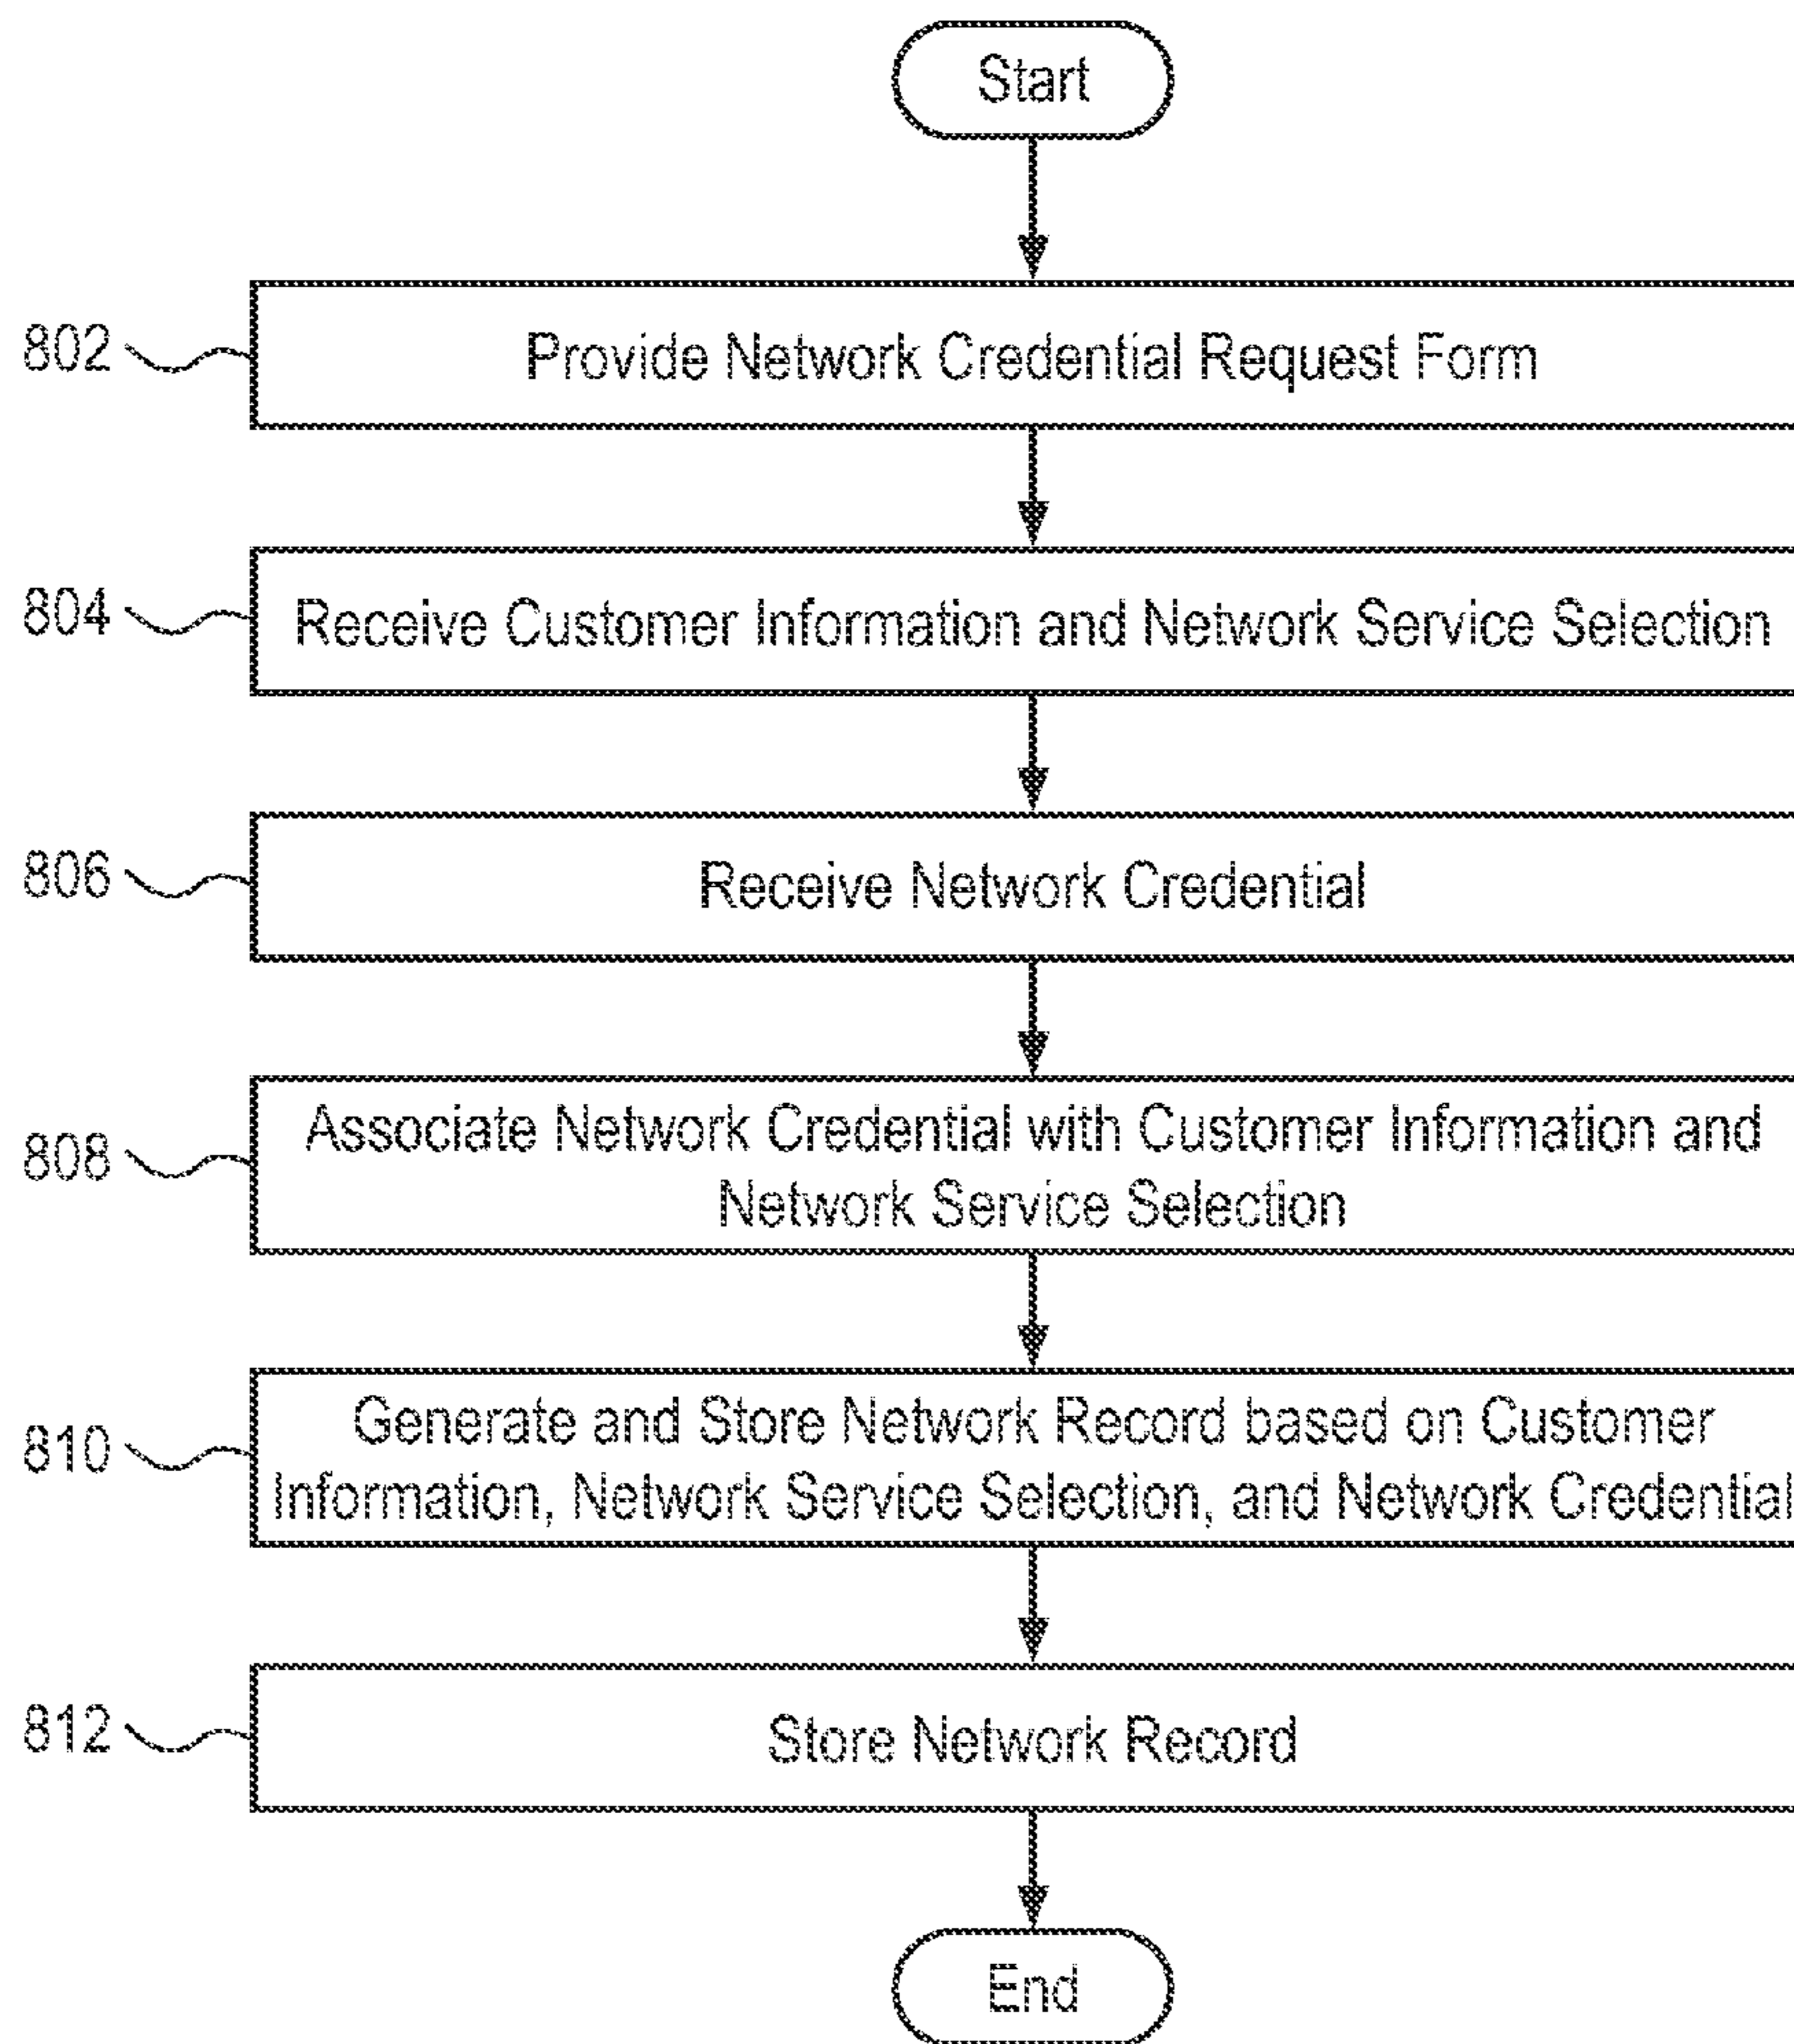 Start
802
Provide Network Credential Request Form
804
Receive Customer Information and Network Service Selection
806
Receive Network Credential
808
Associate Network Credential with Customer Information and
Network Service Selection
810
Generate and Store Network Record based on Customer
Information, Network Service Selection, and Network Credential
812
Store Network Record
End